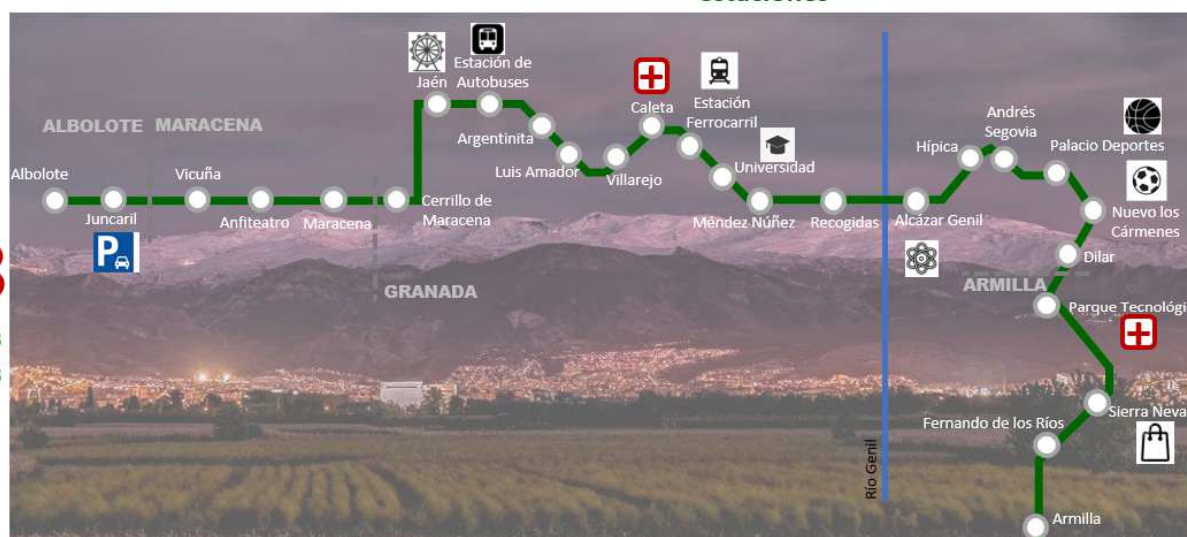 estaciones
Estación de
Autobuses
Jaén
Andrés
Segovia
Caleta
Estación
Ferrocarril
ALBOLOTE
MARACENA
Argentinita
Hípica
Palacio Deportes
Albolote
Vicuña
Luis Amador
Villarejo
Universidad
Juncaril
Anfiteatro
Maracena
Cerrillo de
Maracena
Méndez Núñez
Recogidas
Alcázar Genil
Nuevo los
Cármenes
P
Dilar
GRANADA
ARMILLA
Parque Tecnológi
Sierra Neva
Fernando de los Ríos
Río Genil
Armilla